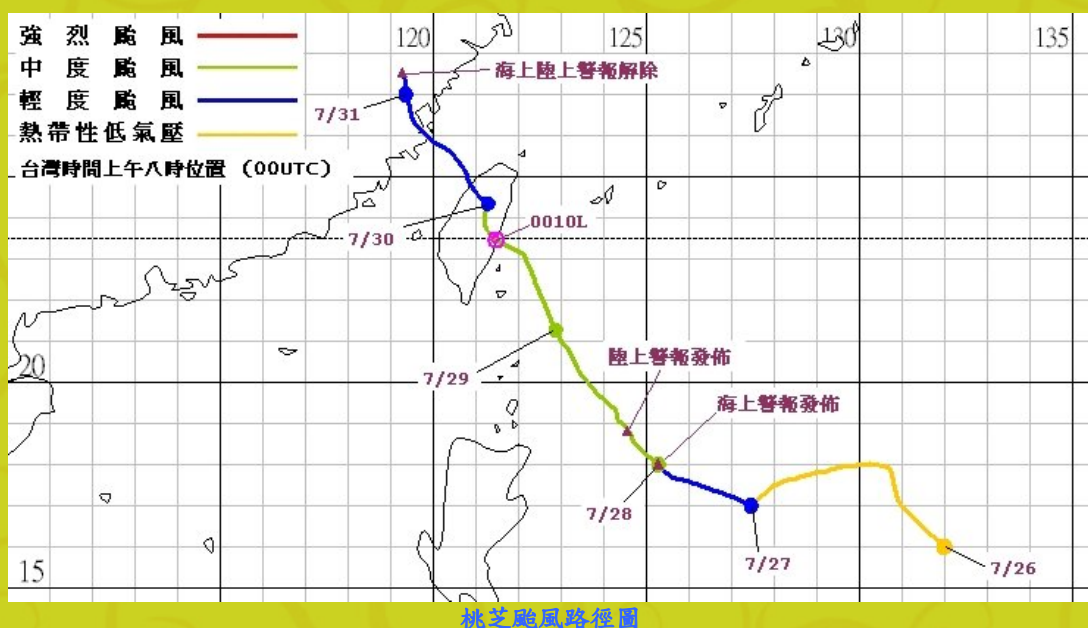 強 烈 颱 風
中 度 颱 風
輕 度 颱 風
熱帶性低氣壓
台灣時間上午八時位置 （00UTC）
120
125
130
135
海上陸上警報解除
7/31
0010L
7/30
陸上警報發佈
20
7/29
海上警報發佈
7/28
7/27
7/26
15
桃芝颱風路徑圖